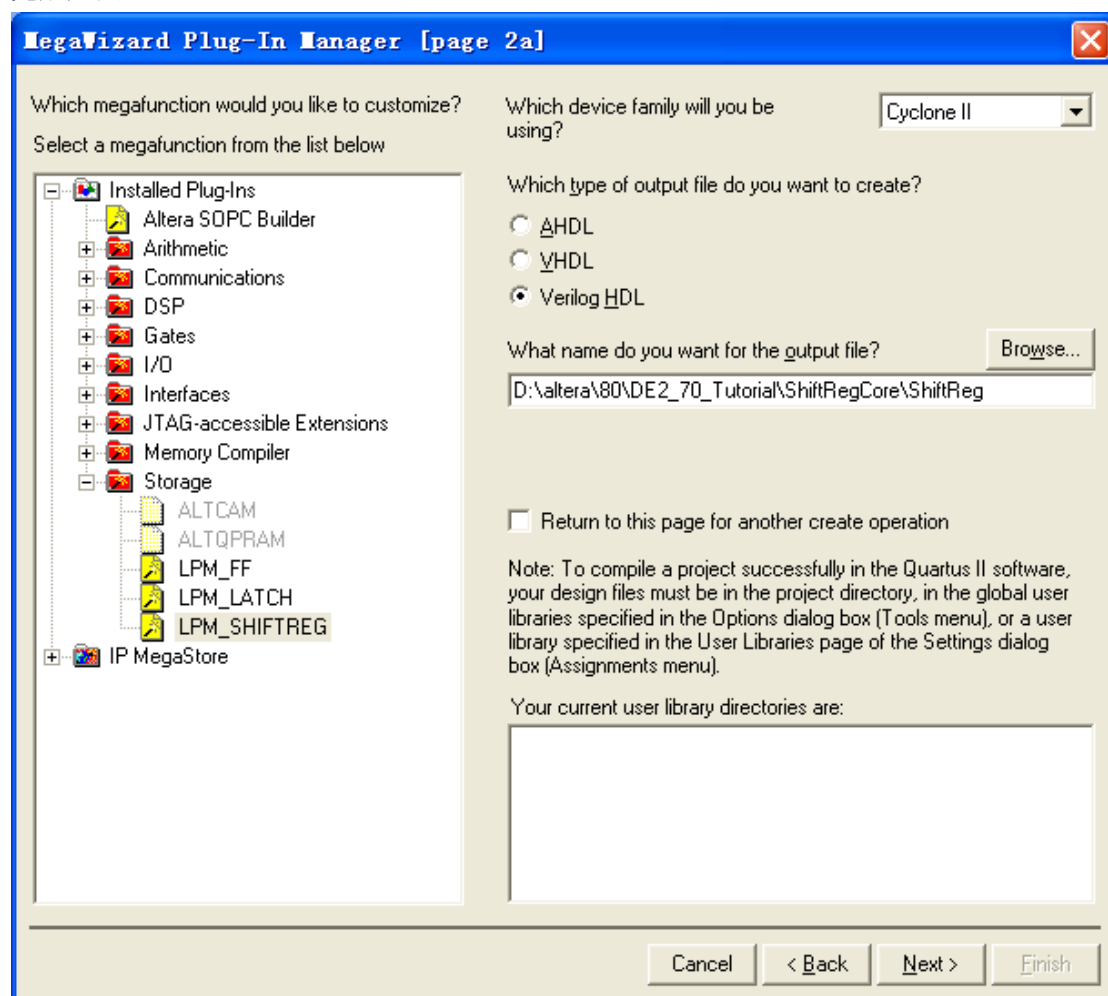 MegaWizard Plug-In Manager [page 2a]
Which megafunction would you like to customize?
Select a megafunction from the list below
Installed Plug-Ins
Altera SOPC Builder
Arithmetic
Communications
DSP
Gates
I/O
Interfaces
JTAG-accessible Extensions
Memory Compiler
Storage
ALTCAM
ALTQPRAM
LPM_FF
LPM_LATCH
LPM_SHIFTREG
IP MegaStore
Which device family will you be
using?
Cyclone II
Which type of output file do you want to create?
AHDL
VHDL
Verilog HDL
What name do you want for the output file?
Browse...
D:\altera\80\DE2_70_Tutorial\ShiftRegCore\ShiftReg
Return to this page for another create operation
Note: To compile a project successfully in the Quartus II software,
your design files must be in the project directory, in the global user
libraries specified in the Options dialog box (Tools menu), or a user
library specified in the User Libraries page of the Settings dialog
box (Assignments menu).
Your current user library directories are:
Cancel
< Back
Next >
Finish